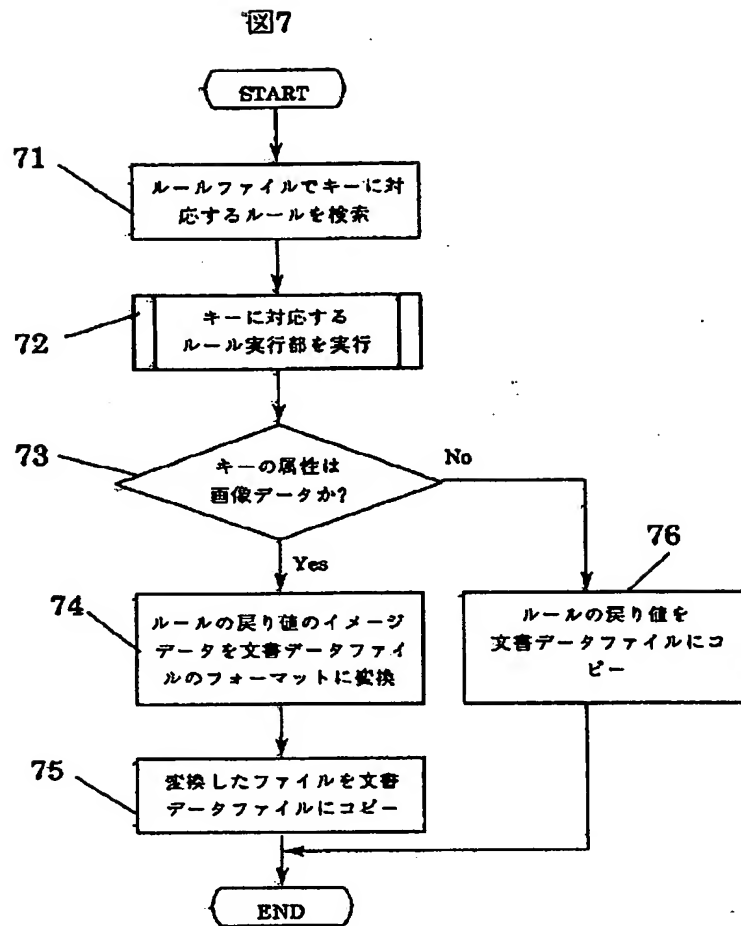 図7
START
71
ルールファイルでキーに対
応するルールを検索
72
キーに対応する
ルール実行部を実行
73
キーの属性は
画像データか?
No
Yes
74
ルールの戻り値のイメージ
データを文書データファイ
ルのフォーマットに変換
76
ルールの戻り値を
文書データファイルにコ
ピー
75
変換したファイルを文書
データファイルにコピー
END